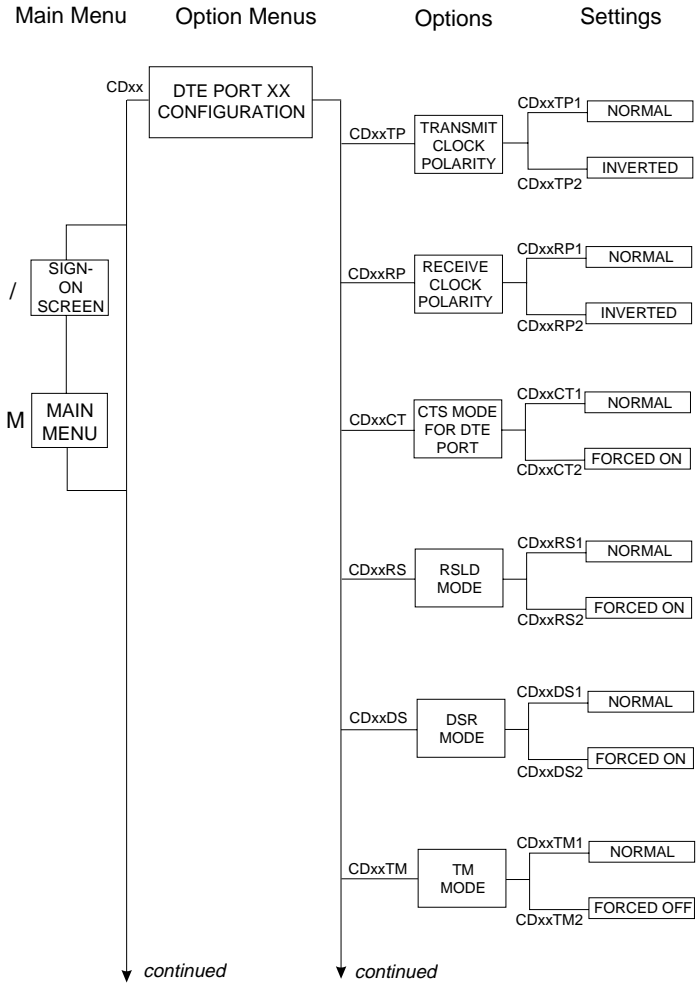 Main Menu
Option Menus
Options
Settings
CDxx
DTE PORT XX
CONFIGURATION
CDxxTP
TRANSMIT
CLOCK
POLARITY
CDxxTP1
NORMAL
INVERTED
CDxxTP2
/
SIGN-
ON
SCREEN
CDxxRP
RECEIVE
CLOCK
POLARITY
CDxxRP1
NORMAL
INVERTED
CDxxRP2
M
MAIN
MENU
CDxxCT
CTS MODE
FOR DTE
PORT
CDxxCT1
NORMAL
FORCED ON
CDxxCT2
CDxxRS
RSLD
MODE
CDxxRS1
NORMAL
FORCED ON
CDxxRS2
CDxxDS
DSR
MODE
CDxxDS1
NORMAL
FORCED ON
CDxxDS2
CDxxTM
TM
MODE
CDxxTM1
NORMAL
FORCED OFF
CDxxTM2
continued
continued